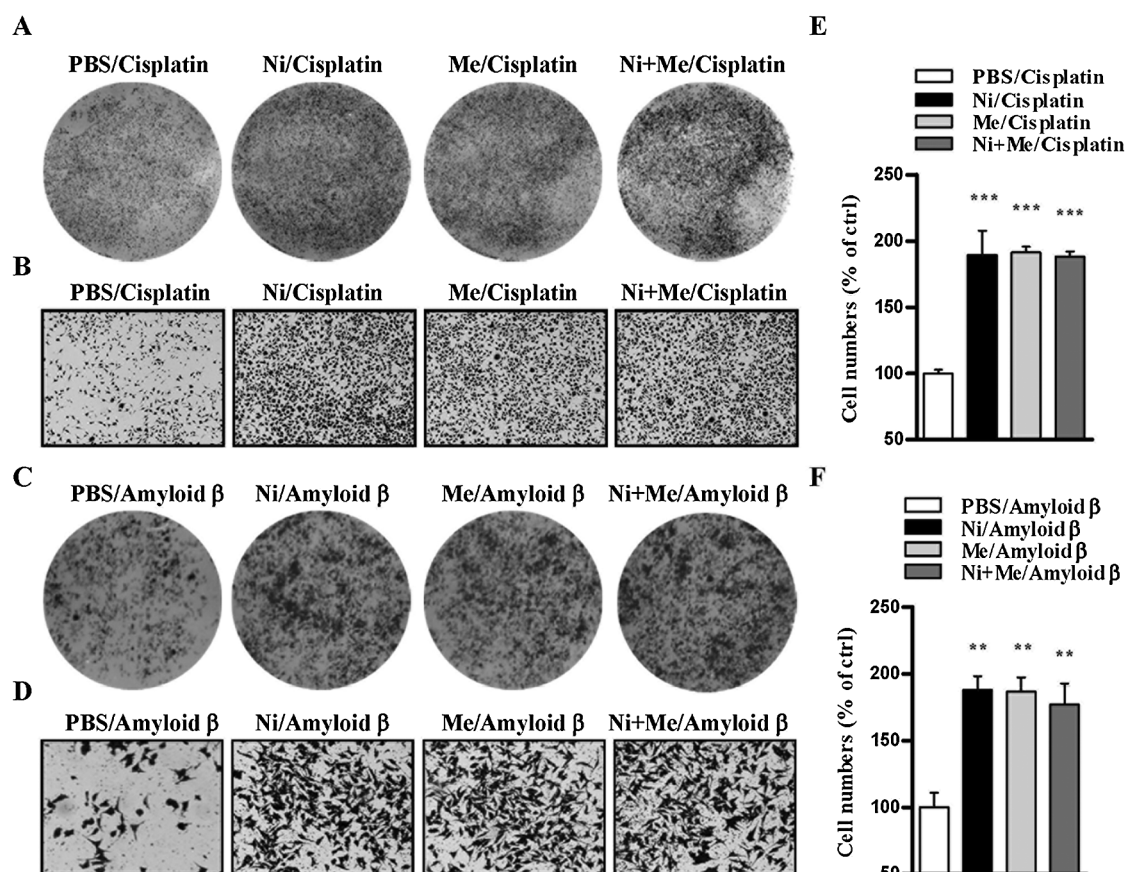 A
PBS/Cisplatin Ni/Cisplatin Me/Cisplatin Ni+Me/Cisplatin
B
PBS/Cisplatin Ni/Cisplatin Me/Cisplatin Ni+Me/Cisplatin
C
PBS/Amyloid β Ni/Amyloid β Me/Amyloid β Ni+Me/Amyloid β
D
PBS/Amyloid β Ni/Amyloid β Me/Amyloid β Ni+Me/Amyloid β
E
PBS/Cisplatin
Ni/Cisplatin
Me/Cisplatin
Ni+Me/Cisplatin
Cell numbers (% of ctrl)
250
200
150
100
50
*** *** ***
F
PBS/Amyloid β
Ni/Amyloid β
Me/Amyloid β
Ni+Me/Amyloid β
Cell numbers (% of ctrl)
250
200
150
100
50
** ** **